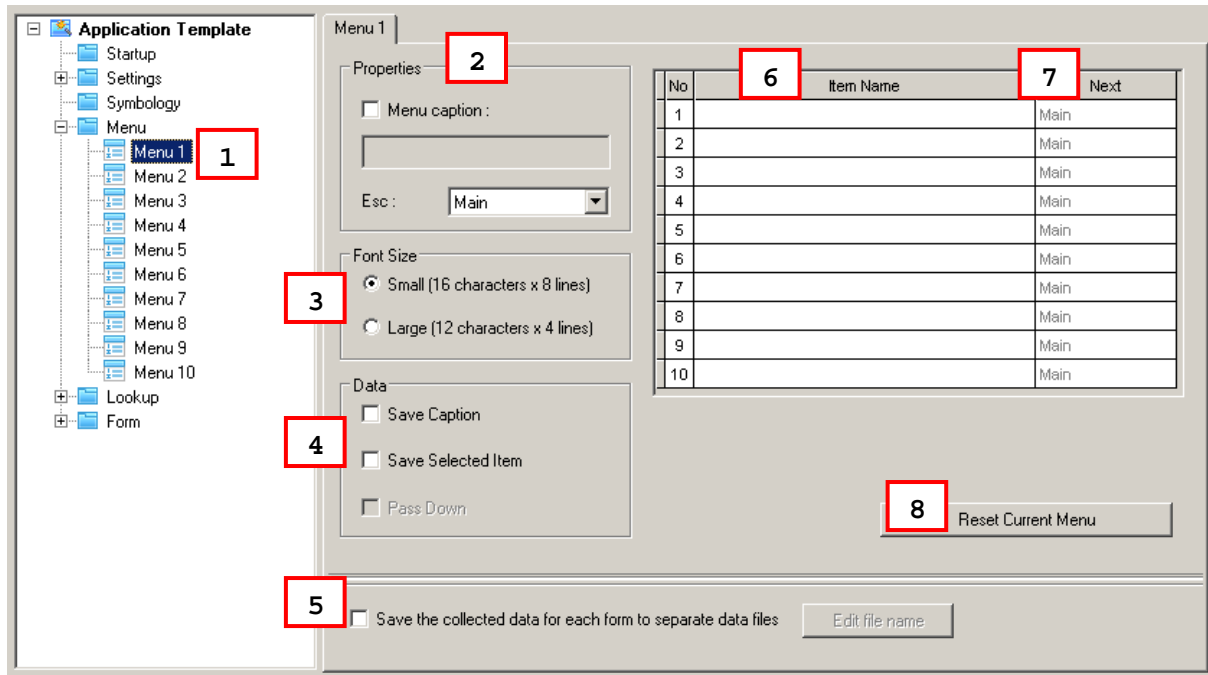 Application Template
Startup
Settings
Symbology
Menu
Menu 1
1
Menu 2
Menu 3
Menu 4
Menu 5
Menu 6
Menu 7
Menu 8
Menu 9
Menu 10
Lookup
Form
Menu 1
Properties
2
Menu caption :
Esc : Main
Font Size
3
Small (16 characters x 8 lines)
Large (12 characters x 4 lines)
Data
4
Save Caption
Save Selected Item
Pass Down
6
7
No Item Name Next
1 Main
2 Main
3 Main
4 Main
5 Main
6 Main
7 Main
8 Main
9 Main
10 Main
8
Reset Current Menu
5
Save the collected data for each form to separate data files
Edit file name